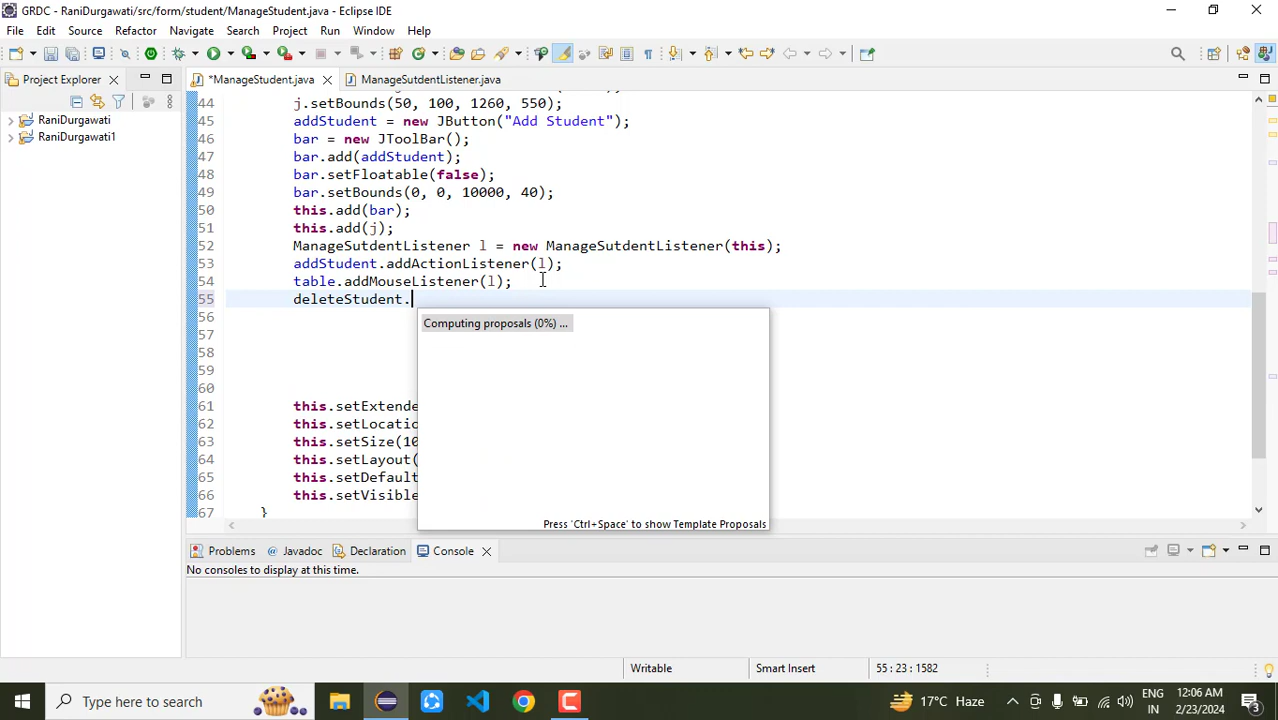 GRDC - RaniDurgawati/src/form/student/ManageStudent.java - Eclipse IDE
File Edit Source Refactor Navigate Search Project Run Window Help
Project Explorer
*ManageStudent.java
ManageSutdentListener.java
RaniDurgawati
RaniDurgawati1
44 j.setBounds(50, 100, 1260, 550);
45 addStudent = new JButton("Add Student");
46 bar = new JToolBar();
47 bar.add(addStudent);
48 bar.setFloatable(false);
49 bar.setBounds(0, 0, 10000, 40);
50 this.add(bar);
51 this.add(j);
52 ManageSutdentListener l = new ManageSutdentListener(this);
53 addStudent.addActionListener(l);
54 table.addMouseListener(l);
55 deleteStudent.
56
57
58
59
60
61 this.setExtende
62 this.setLocatio
63 this.setSize(10
64 this.setLayout(
65 this.setDefault
66 this.setVisible
67 }
Computing proposals (0%) ...
Press 'Ctrl+Space' to show Template Proposals
Problems @ Javadoc Declaration Console
No consoles to display at this time.
Writable
Smart Insert
55 : 23 : 1582
Type here to search
17°C Haze
ENG
IN
12:06 AM
2/23/2024
3